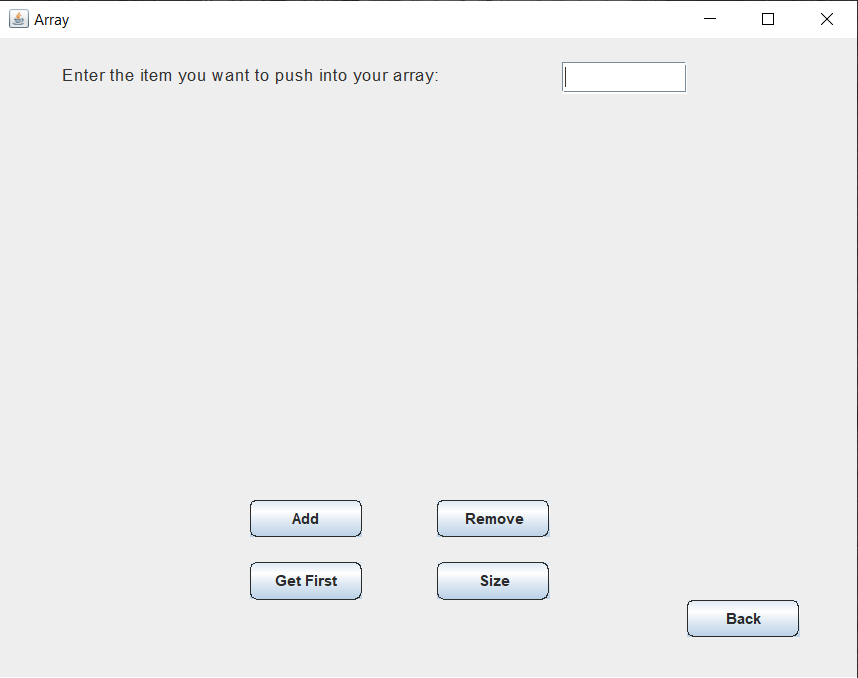 Array
Enter the item you want to push into your array:
Add
Remove
Get First
Size
Back